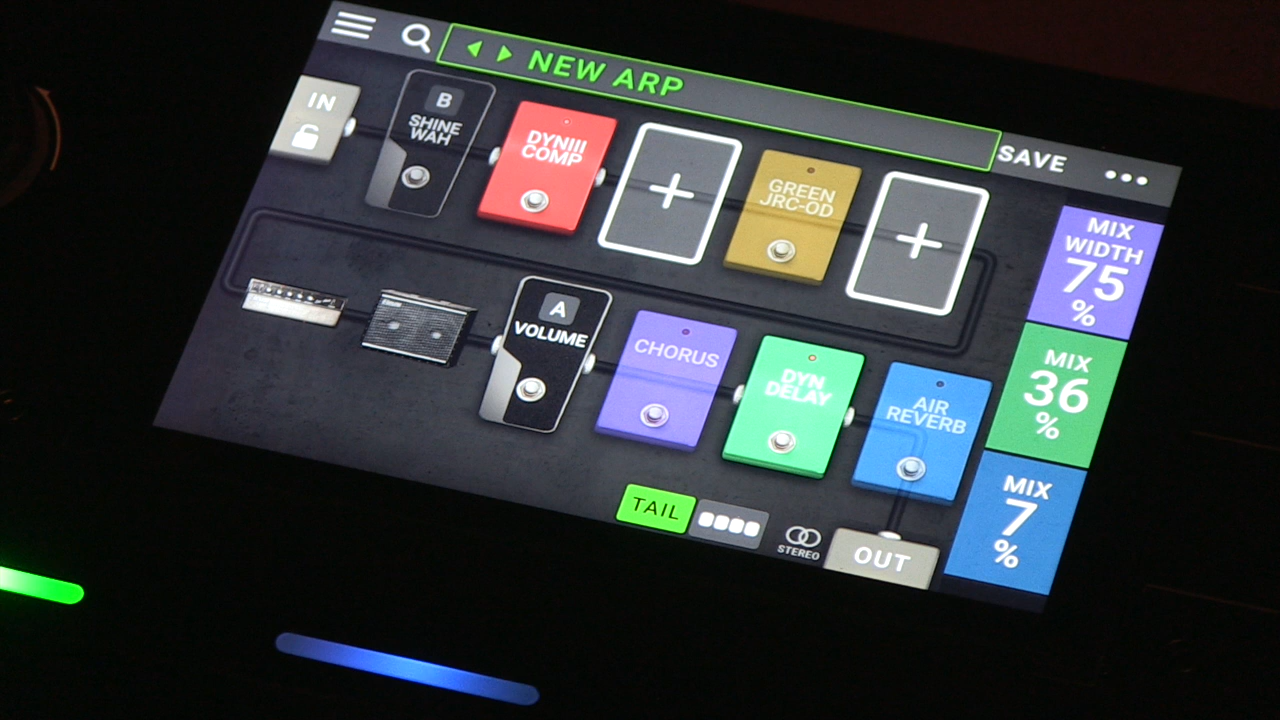 NEW ARP
SAVE
IN
B
SHINE
WAH
DYNIII
COMP
GREEN
JRC-OD
MIX
WIDTH
75
%
A
VOLUME
CHORUS
DYN
DELAY
AIR
REVERB
MIX
36
%
MIX
7
%
TAIL
STEREO
OUT